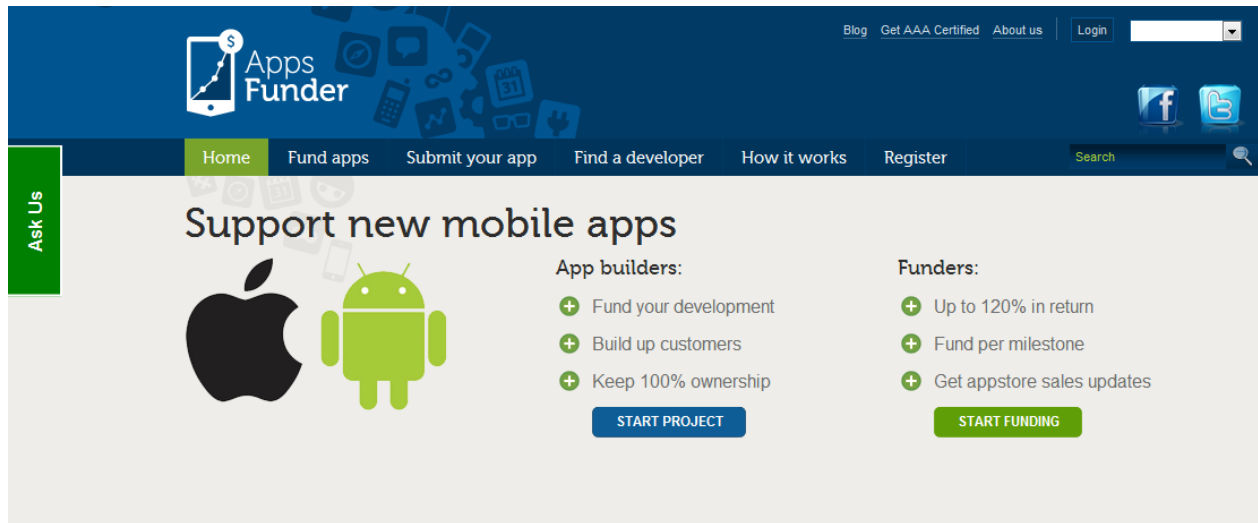 Blog Get AAA Certified About us Login
$
Apps
Funder
31
Home Fund apps Submit your app Find a developer How it works Register Search
31
Ask Us
Support new mobile apps
App builders:
Fund your development
Build up customers
Keep 100% ownership
START PROJECT
Funders:
Up to 120% in return
Fund per milestone
Get appstore sales updates
START FUNDING